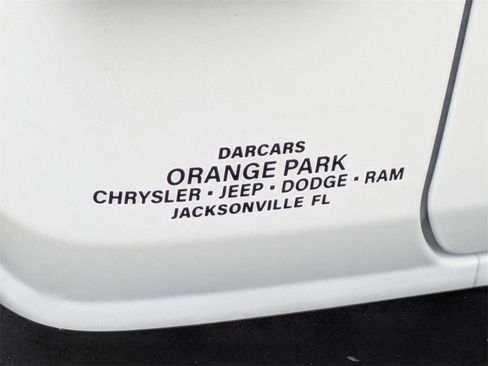 DARCARS
ORANGE PARK
CHRYSLER • JEEP • DODGE • RAM
JACKSONVILLE FL